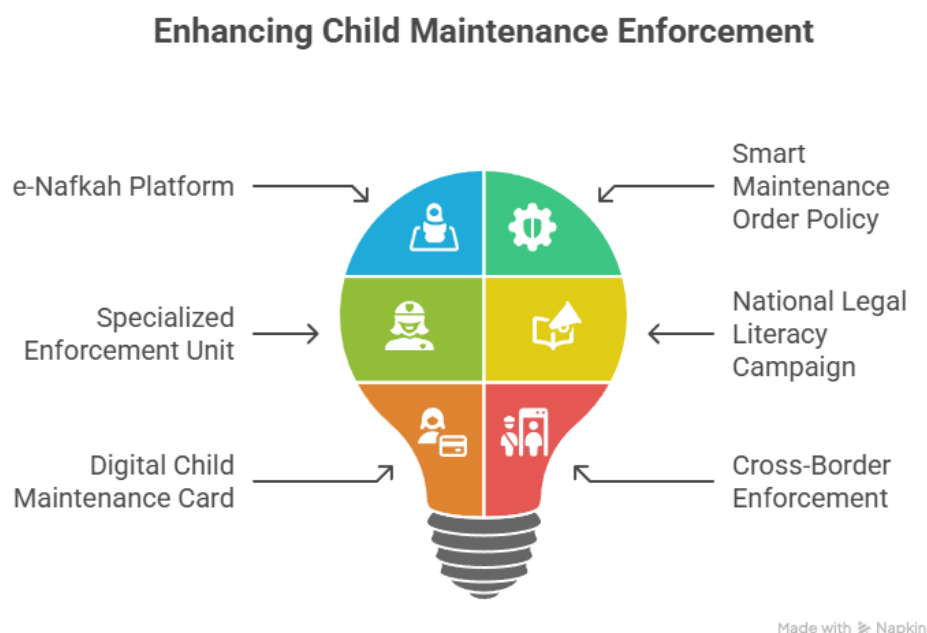 Enhancing Child Maintenance Enforcement
e-Nafkah Platform
Smart
Maintenance
Order Policy
Specialized
Enforcement Unit
National Legal
Literacy
Campaign
Digital Child
Maintenance Card
Cross-Border
Enforcement
Made with Napkin